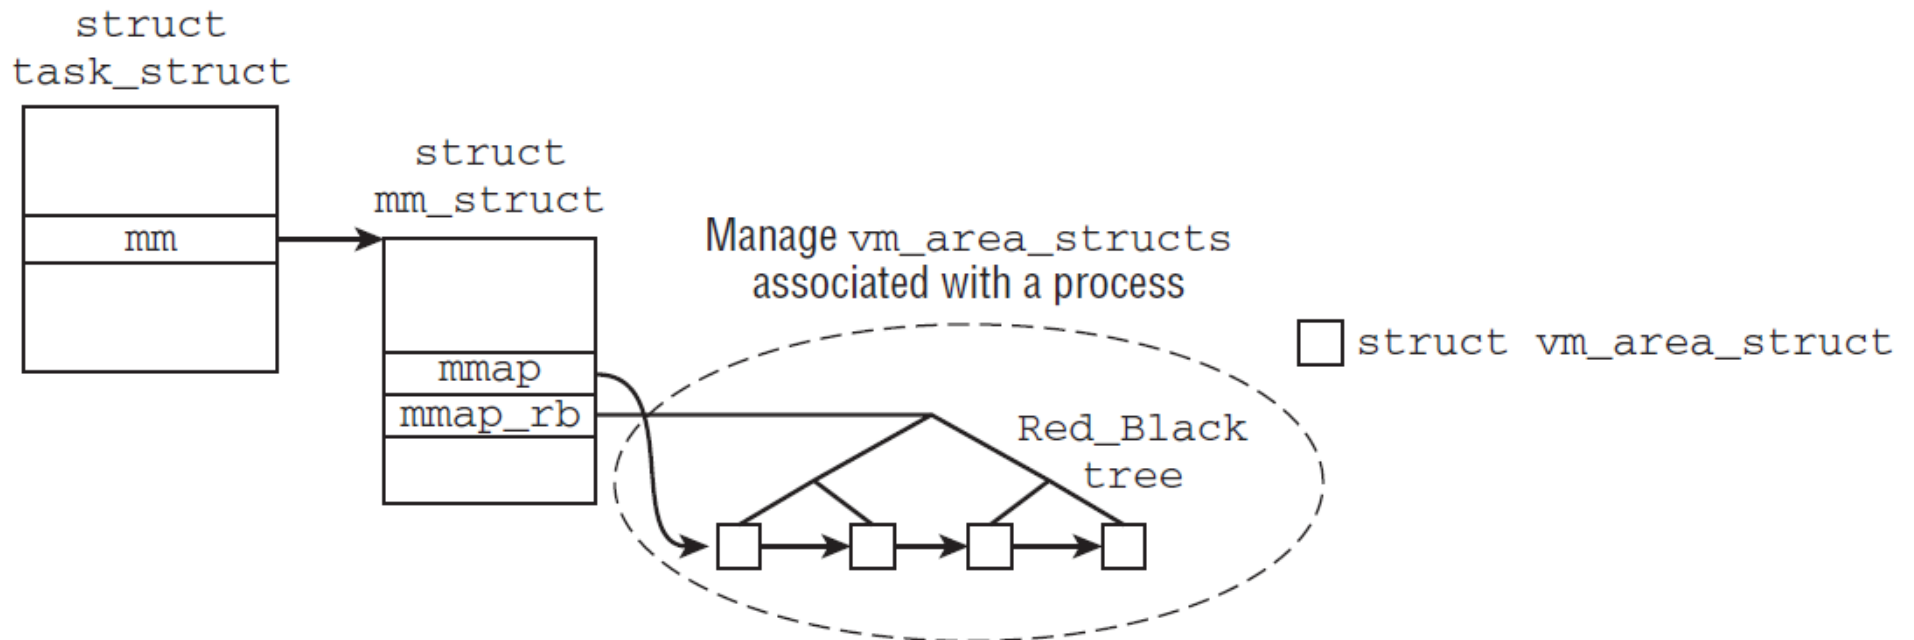 struct
task_struct
mm
struct
mm_struct
mmap
mmap_rb
Manage vm_area_structs
associated with a process
Red_Black
tree
struct vm_area_struct